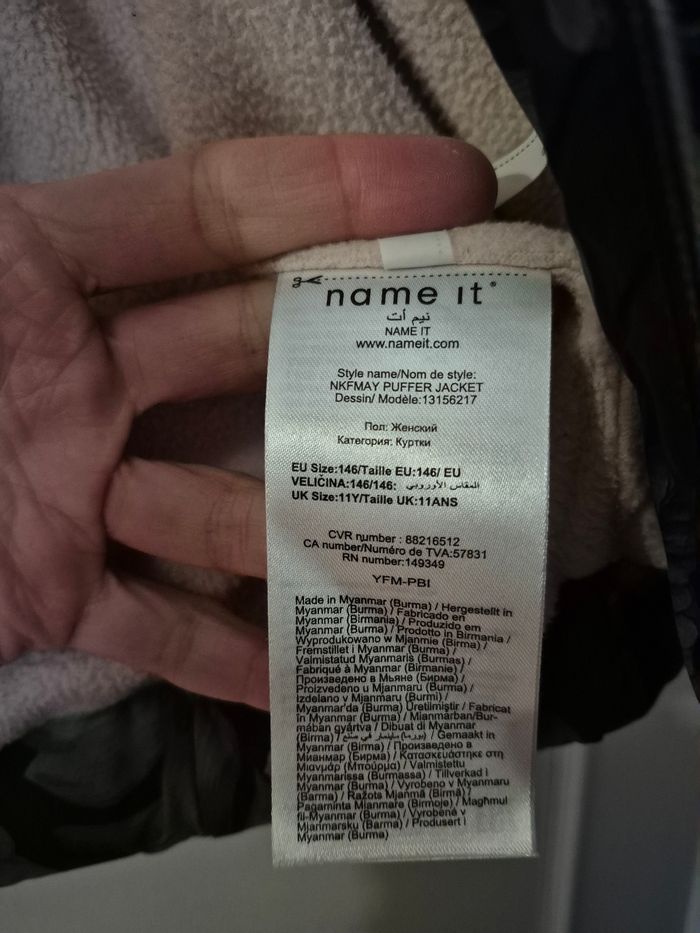 name it®
نيم أت
NAME IT
www.nameit.com
Style name/Nom de style:
NKFMAY PUFFER JACKET
Dessin/ Modèle:13156217
Пол: Женский
Категория: Куртки
EU Size:146/Taille EU:146/ EU
VELIČINA:146/146: المقاس الأوروبي
UK Size:11Y/Taille UK:11ANS
CVR number : 88216512
CA number/Numéro de TVA:57831
RN number:149349
YFM-PBI
Made in Myanmar (Burma) / Hergestellt in
Myanmar (Burma) / Fabricado en
Myanmar (Birmania) / Produzido em
Myanmar (Burma) / Prodotto in Birmania /
Wyprodukowano w Mjanmie (Birma) /
Fremstillet i Myanmar (Burma) /
Valmistatud Myanmaris (Burmas) /
Fabriqué à Myanmar (Birmanie) /
Произведено в Мьяне (Бирма) /
Proizvedeno u Mjanmaru (Burma) /
Izdelano v Mjanmaru (Burmi) /
Myanmar'da (Burma) Üretilmiştir / Fabricat
în Myanmar (Burma) / Mianmarban/Bur-
mában gyártva / Dibuat di Myanmar
(Birma) / صنع في ميانمار (بورما) / Gemaakt in
Myanmar (Birma) / Произведено в
Мианмар (Бирма) / Κατασκευάστηκε στη
Μιανμάρ (Μπούρμα) / Valmistettu
Myanmarissa (Burmassa) / Tillverkad i
Myanmar (Burma) / Vyrobeno v Myanmaru
(Barma) / Ražots Mjanmā (Birmā) /
Pagaminta Mianmare (Birmoje) / Magħmul
fil-Myanmar (Burma) / Vyrobené v
Mjanmarsku (Barma) / Produsert i
Myanmar (Burma)